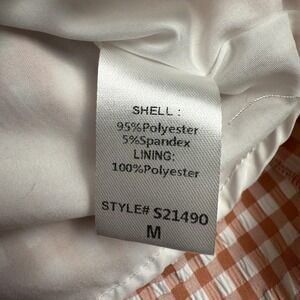 SHELL :
95%Polyester
5%Spandex
LINING:
100%Polyester
STYLE# S21490
M